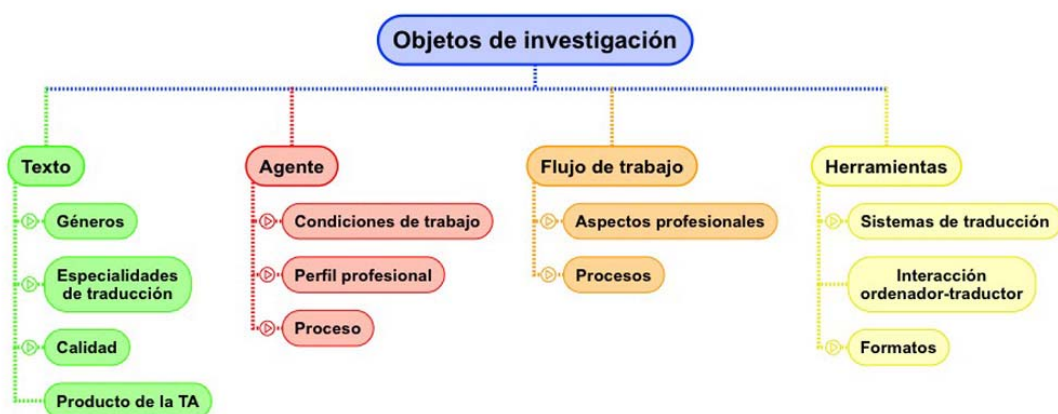 Objetos de investigación
Texto
Géneros
Especialidades
de traducción
Calidad
Producto de la TA
Agente
Condiciones de trabajo
Perfil profesional
Proceso
Flujo de trabajo
Aspectos profesionales
Procesos
Herramientas
Sistemas de traducción
Interacción
ordenador-traductor
Formatos